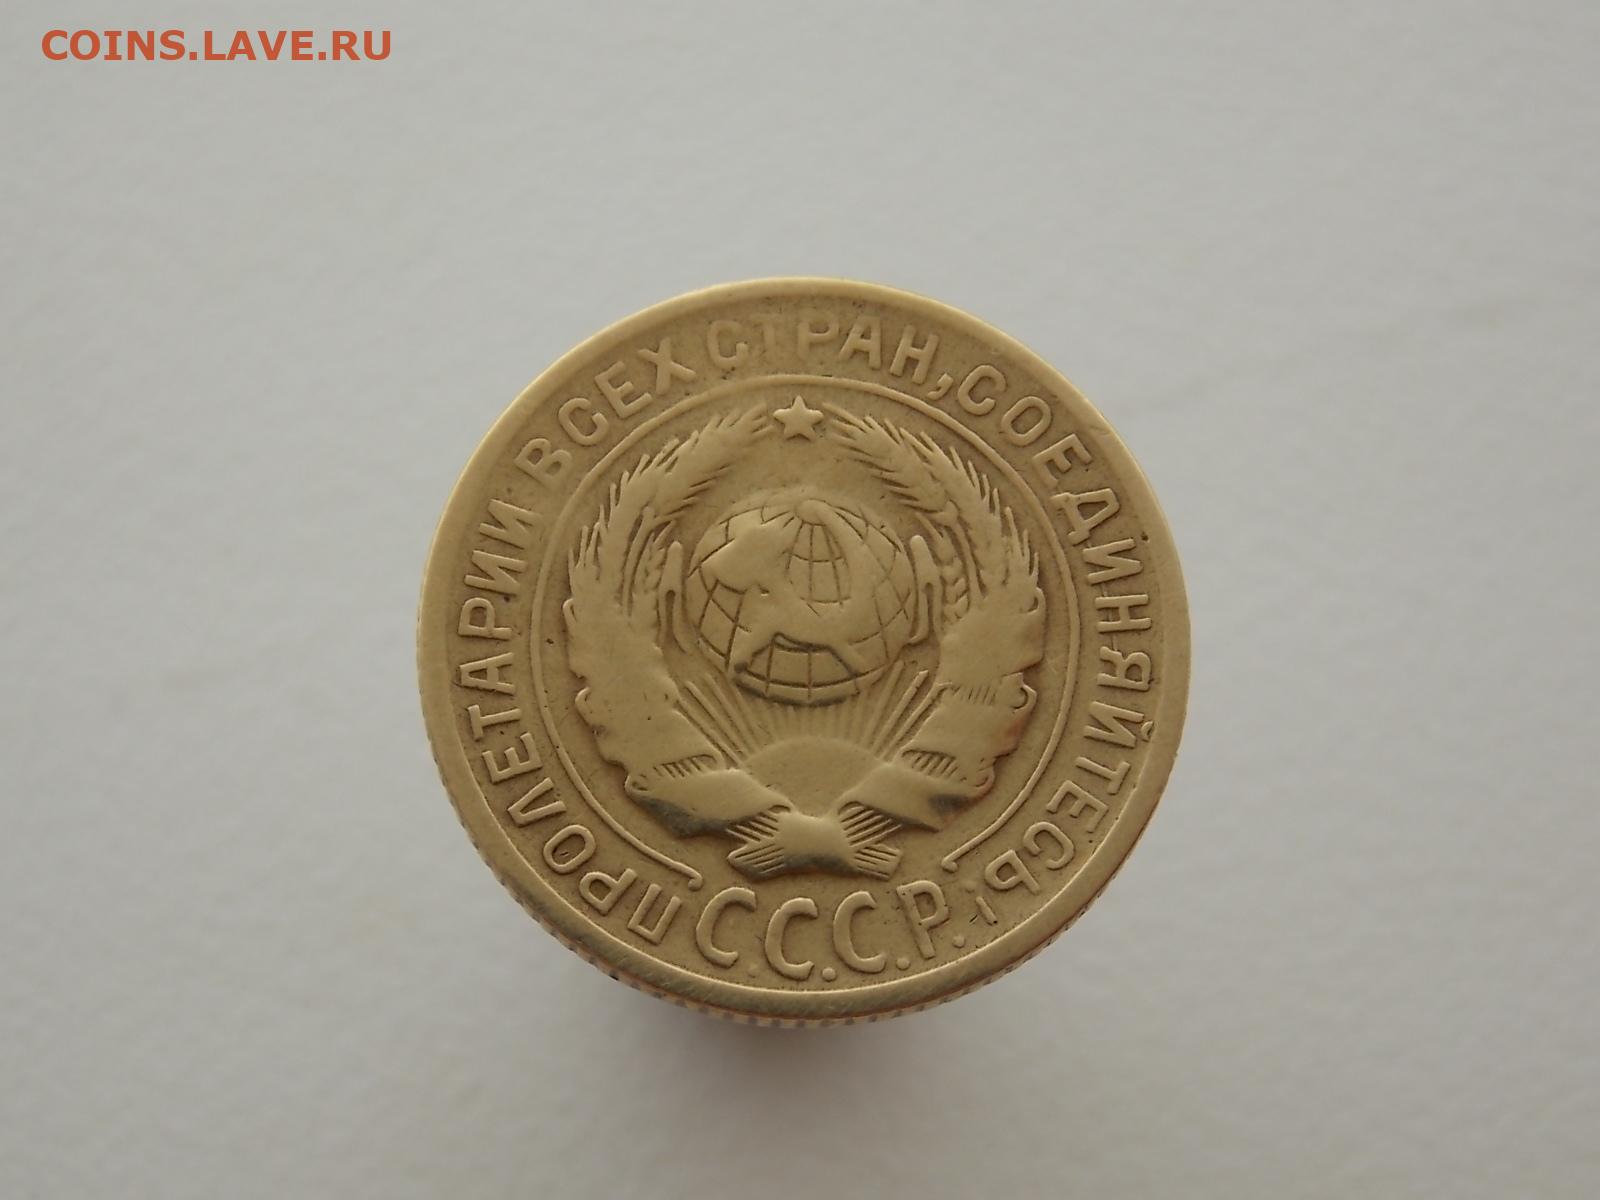 COINS.LAVE.RU
ПРОЛЕТАРИИ ВСЕХ СТРАН, СОЕДИНЯЙТЕСЬ!
С.С.С.Р.